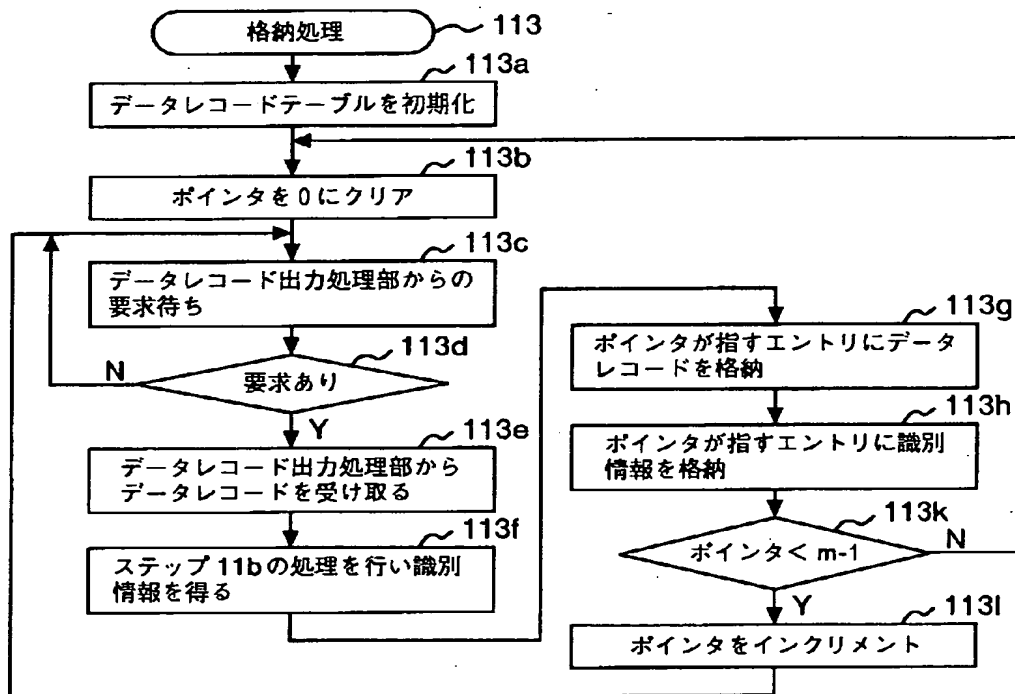 格納処理
113
113a
データレコードテーブルを初期化
113b
ポインタを0にクリア
113c
データレコード出力処理部からの
要求待ち
113d
要求あり
N
Y
113e
データレコード出力処理部から
データレコードを受け取る
113f
ステップ11bの処理を行い識別
情報を得る
113g
ポインタが指すエントリにデータ
レコードを格納
113h
ポインタが指すエントリに識別
情報を格納
113k
ポインタ< m-1
N
Y
113l
ポインタをインクリメント